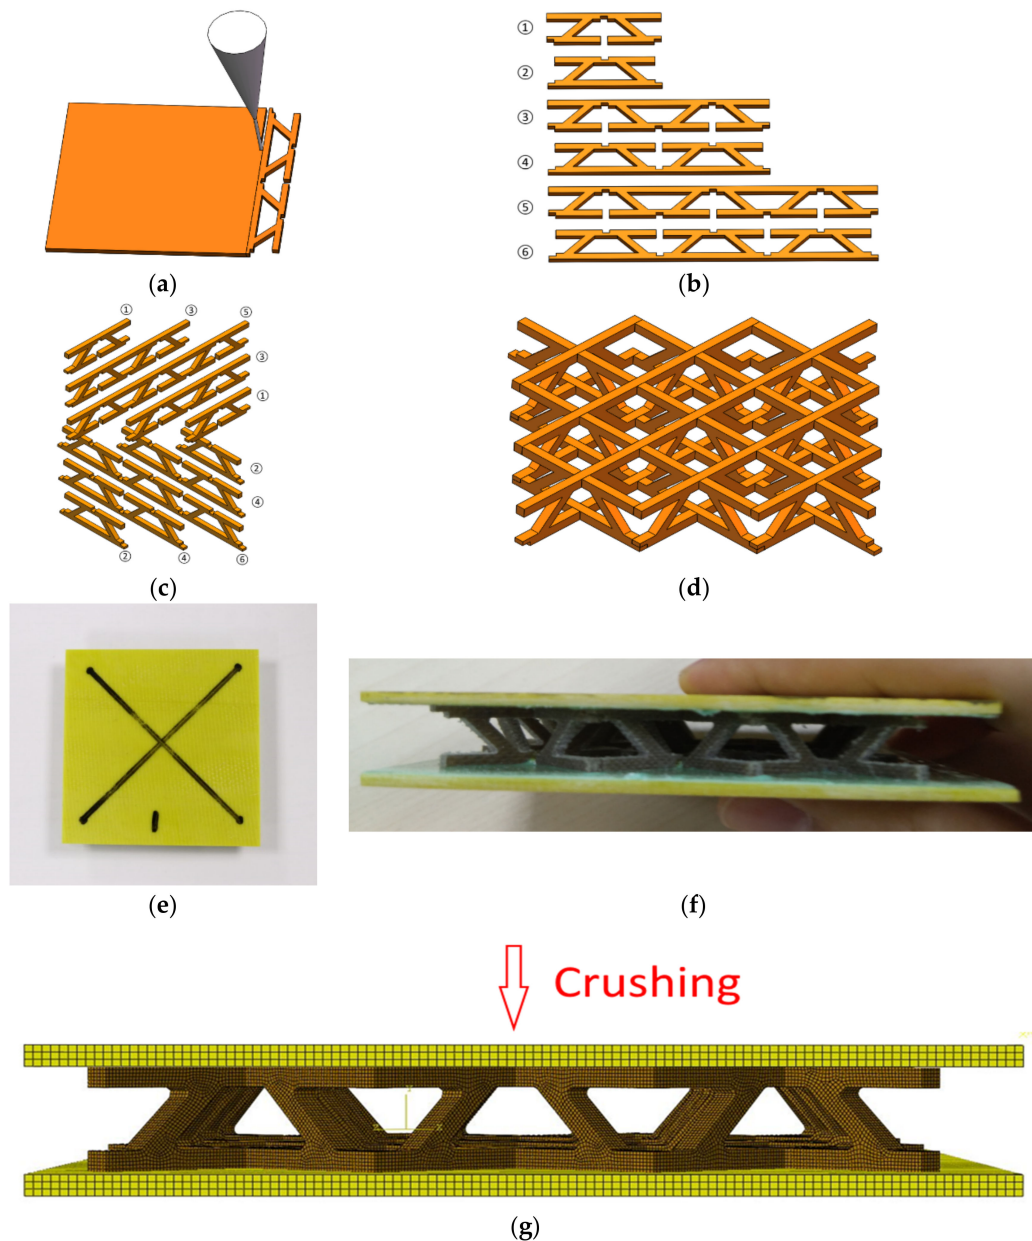 ①
②
③
④
⑤
⑥
(a)
(b)
① ③ ⑤
③
①
②
④
② ④ ⑥
(c)
(d)
(e)
(f)
Crushing
(g)